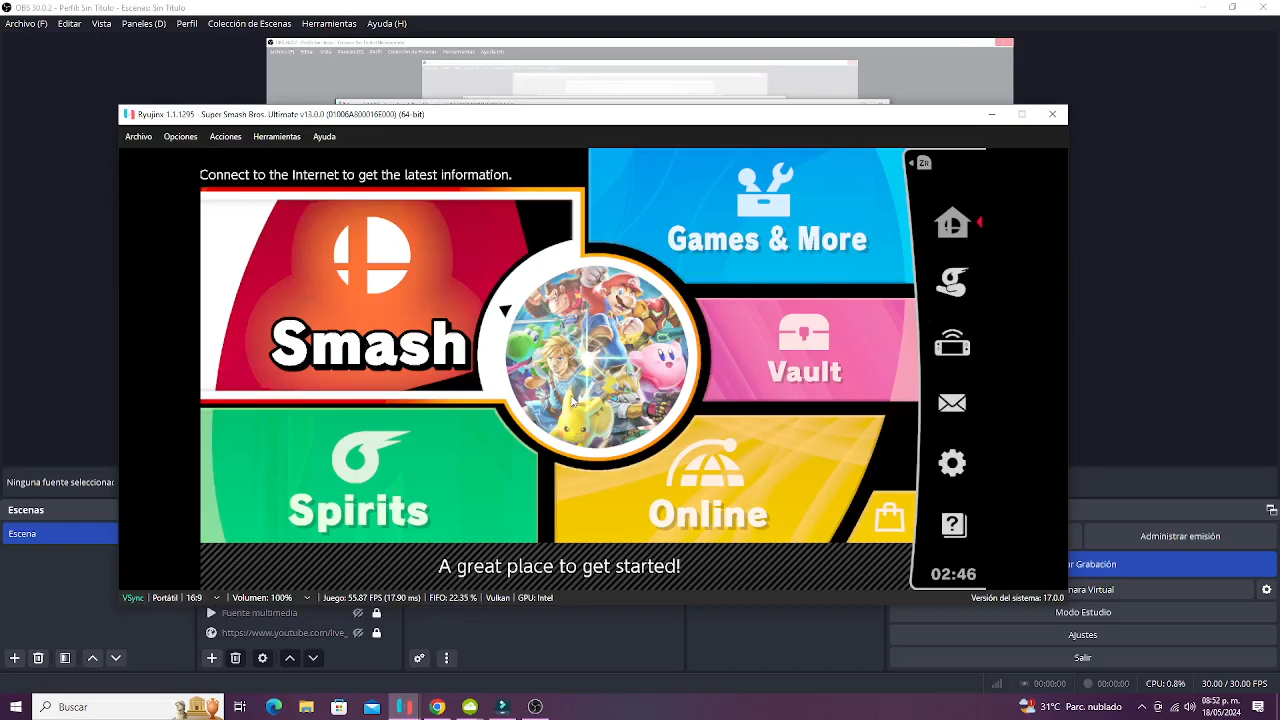 OBS 30.0.2 - Perfil: Sin Título - Escenas: Sin Título
Archivo (F) Editar
Archivo (F) Editar Vista Paneles (D) Perfil Colección de Escenas Herramientas Ayuda (H)
Ryujinx 1.1.1295 - Super Smash Bros. Ultimate v13.0.0 (01006A800016E000) (64-bit)
Archivo Opciones Acciones Herramientas Ayuda
Connect to the Internet to get the latest information.
ZR
Games & More
Smash
Vault
Spirits
Online
A great place to get started!
02:46
VSync Portátil 16:9 Volumen: 100% Juego: 55.87 FPS (17.90 ms) FIFO: 22.35 % Vulkan GPU: Intel Versión del sistema: 17.0.0
Ninguna fuente seleccionad
Escenas
Escena
Administrar emisión
ar Grabación
ra Virtual
Fuente multimedia
https://www.youtube.com/live_
Modo Estudio
Ajustes
Salir
00:00:00 00:00:00 CPU: 0.8% 30.00 / 30.00 FPS
Buscar
31°C Parc. nublado
08:52 p. m.
26/05/2024